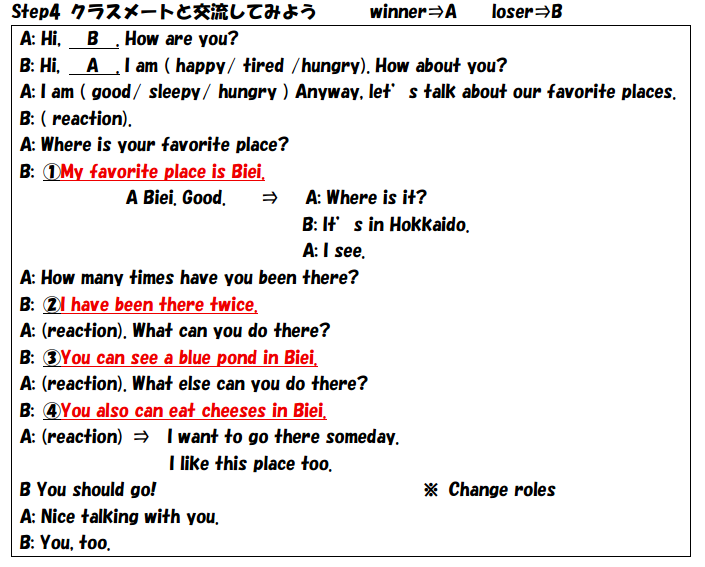 Step4 クラスメートと交流してみよう winner⇒A loser⇒B
A: Hi, B . How are you?
B: Hi, A . I am ( happy/ tired /hungry). How about you?
A: I am ( good/ sleepy/ hungry ) Anyway, let’s talk about our favorite places.
B: ( reaction).
A: Where is your favorite place?
B: ①My favorite place is Biei.
A Biei. Good. ⇒ A: Where is it?
B: It’s in Hokkaido.
A: I see.
A: How many times have you been there?
B: ②I have been there twice.
A: (reaction). What can you do there?
B: ③You can see a blue pond in Biei.
A: (reaction). What else can you do there?
B: ④You also can eat cheeses in Biei.
A: (reaction) ⇒ I want to go there someday.
I like this place too.
B You should go! ※ Change roles
A: Nice talking with you.
B: You, too.